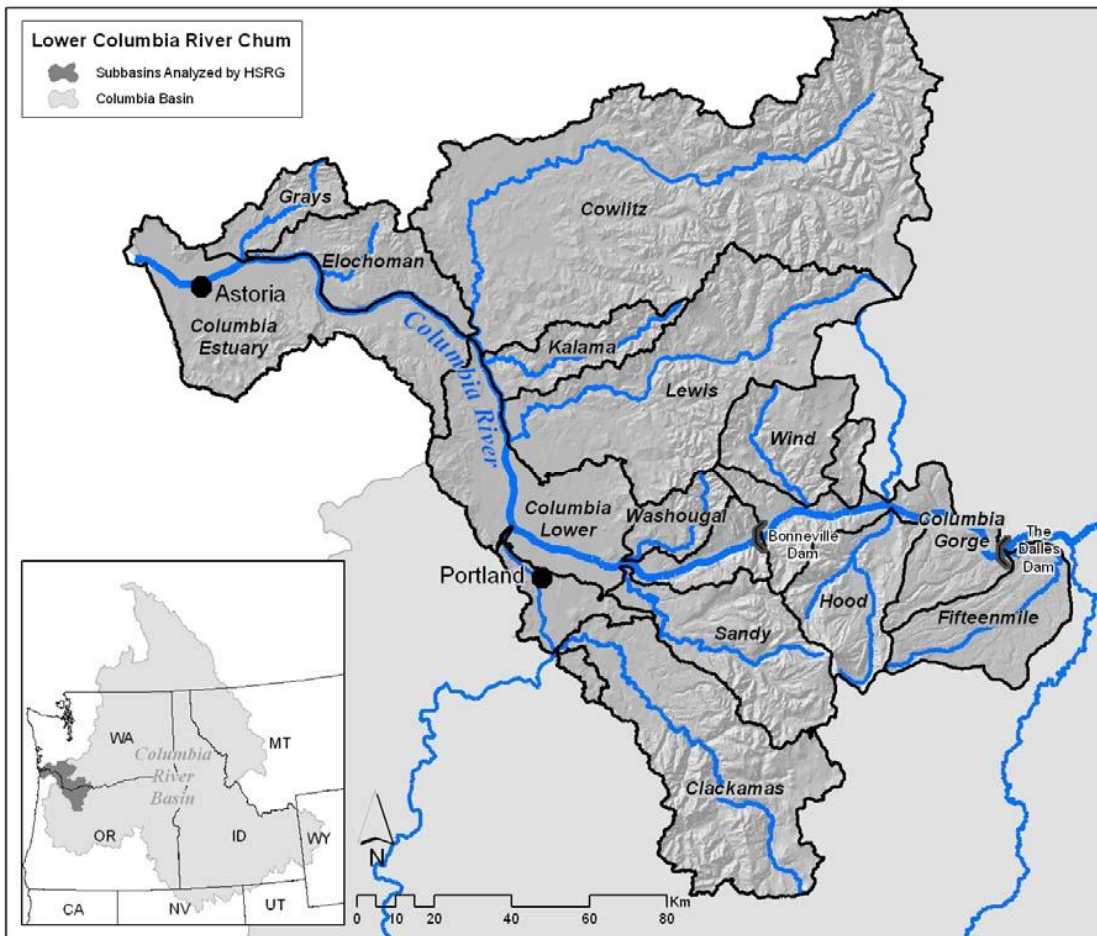 Lower Columbia River Chum
Subbasins Analyzed by HSRG
Columbia Basin
Grays
Cowlitz
Elochoman
Astoria
Columbia
Estuary
Columbia River
Kalama
Lewis
Wind
Columbia
Lower
Washougal
Bonneville
Dam
Columbia
Gorge
The
Dalles
Dam
Portland
Hood
Fifteenmile
Sandy
Clackamas
WA
MT
Columbia
River
Basin
OR
ID
WY
CA
NV
UT
N
Km
0 10 20 40 60 80